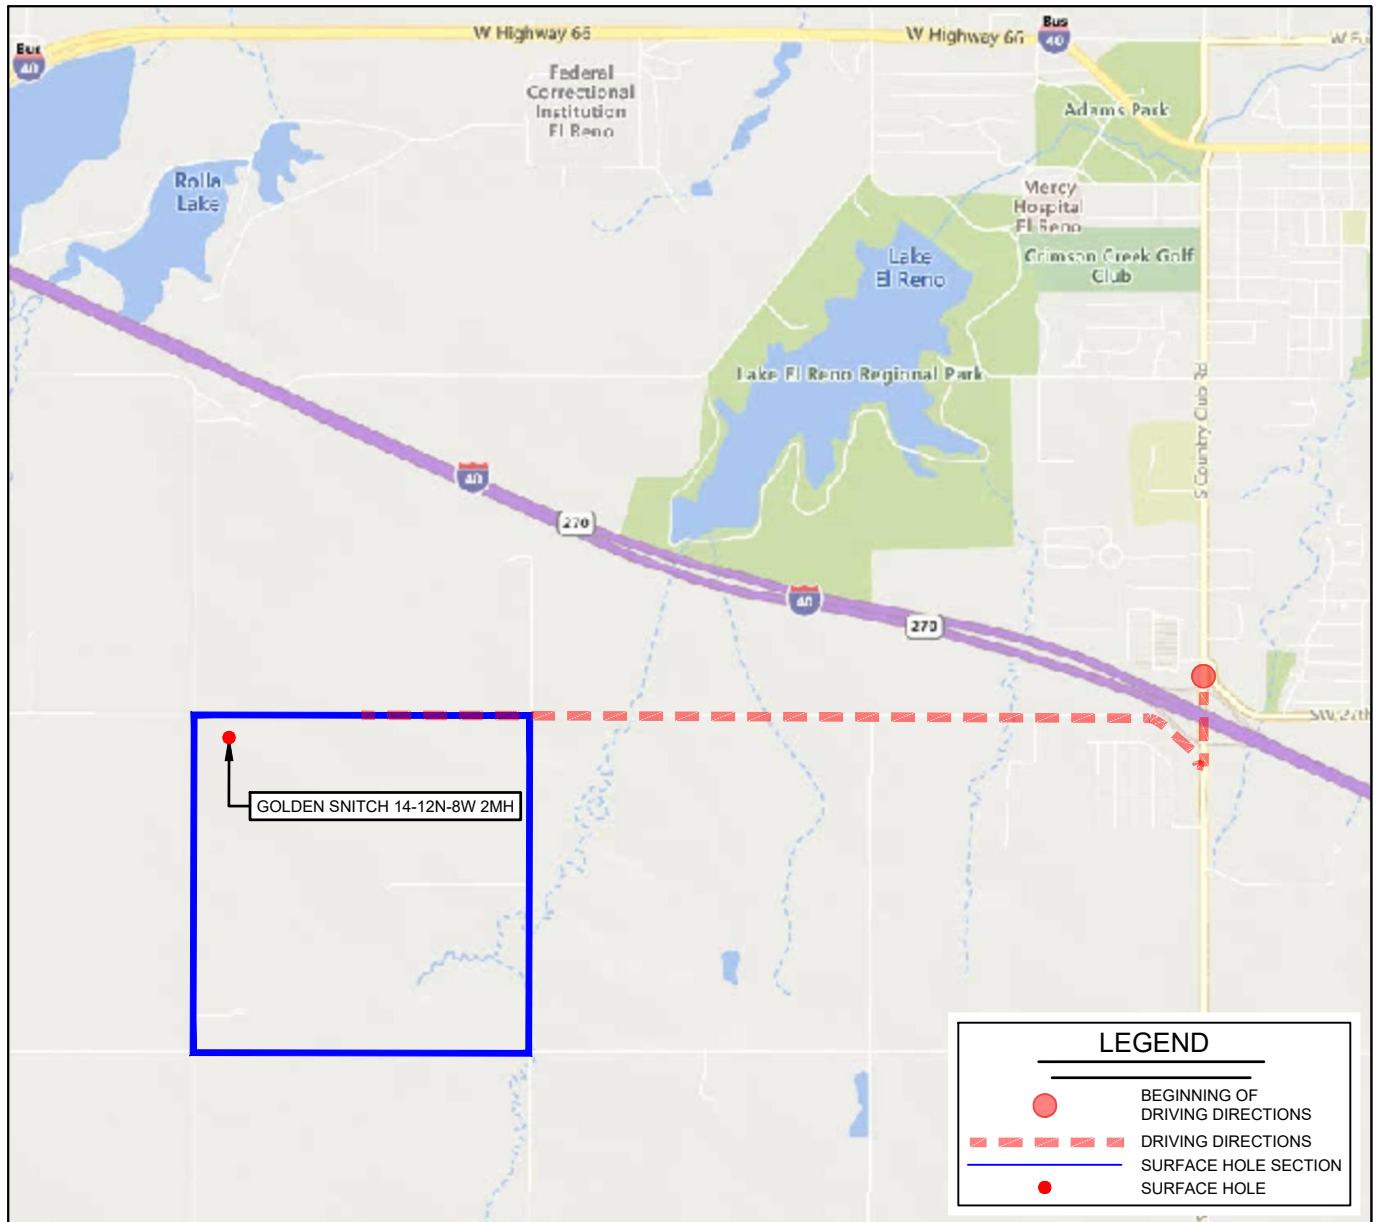 Bus
40
W Highway 66
W Highway 66
Bus
40
Federal
Correctional
Institution
El Reno
Adams Park
Rolla
Lake
Mercy
Hospital
El Reno
Lake
El Reno
Crimson Creek Golf
Club
Lake El Reno Regional Park
S Country Club Rd
40
270
40
270
SW 27th
GOLDEN SNITCH 14-12N-8W 2MH
LEGEND
BEGINNING OF
DRIVING DIRECTIONS
DRIVING DIRECTIONS
SURFACE HOLE SECTION
SURFACE HOLE